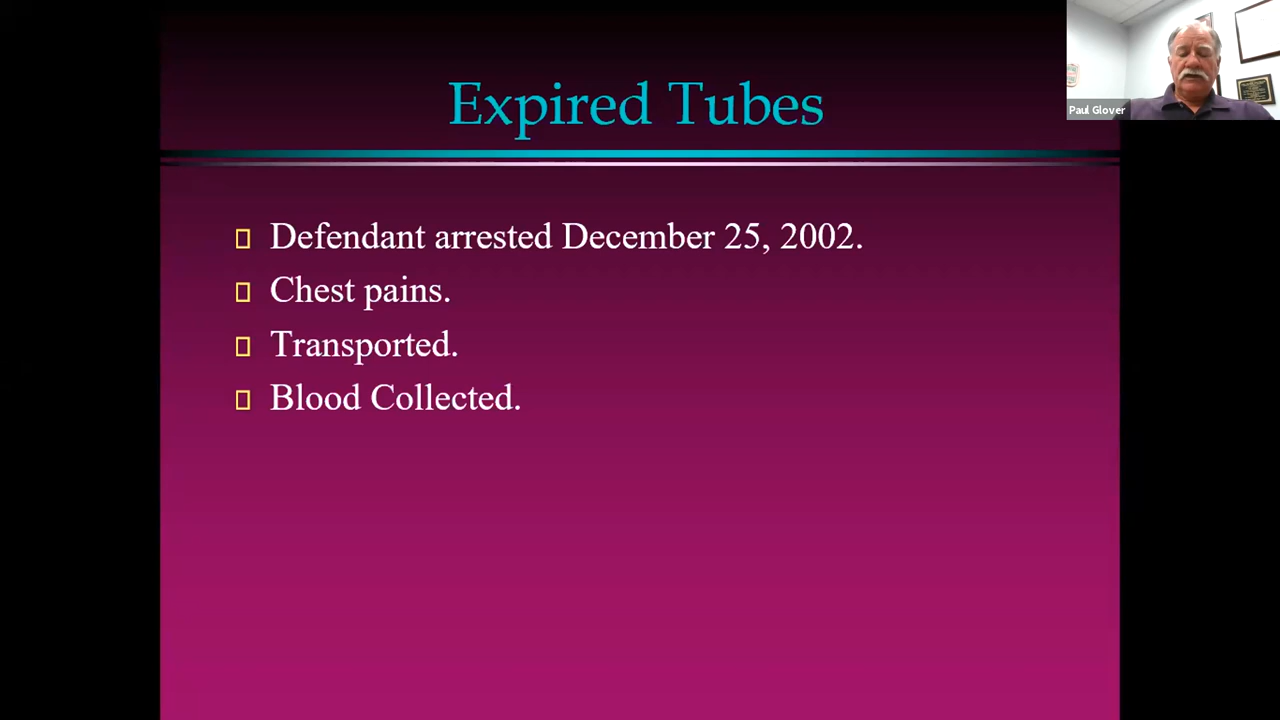 Expired Tubes
Paul Glover
Defendant arrested December 25, 2002.
Chest pains.
Transported.
Blood Collected.